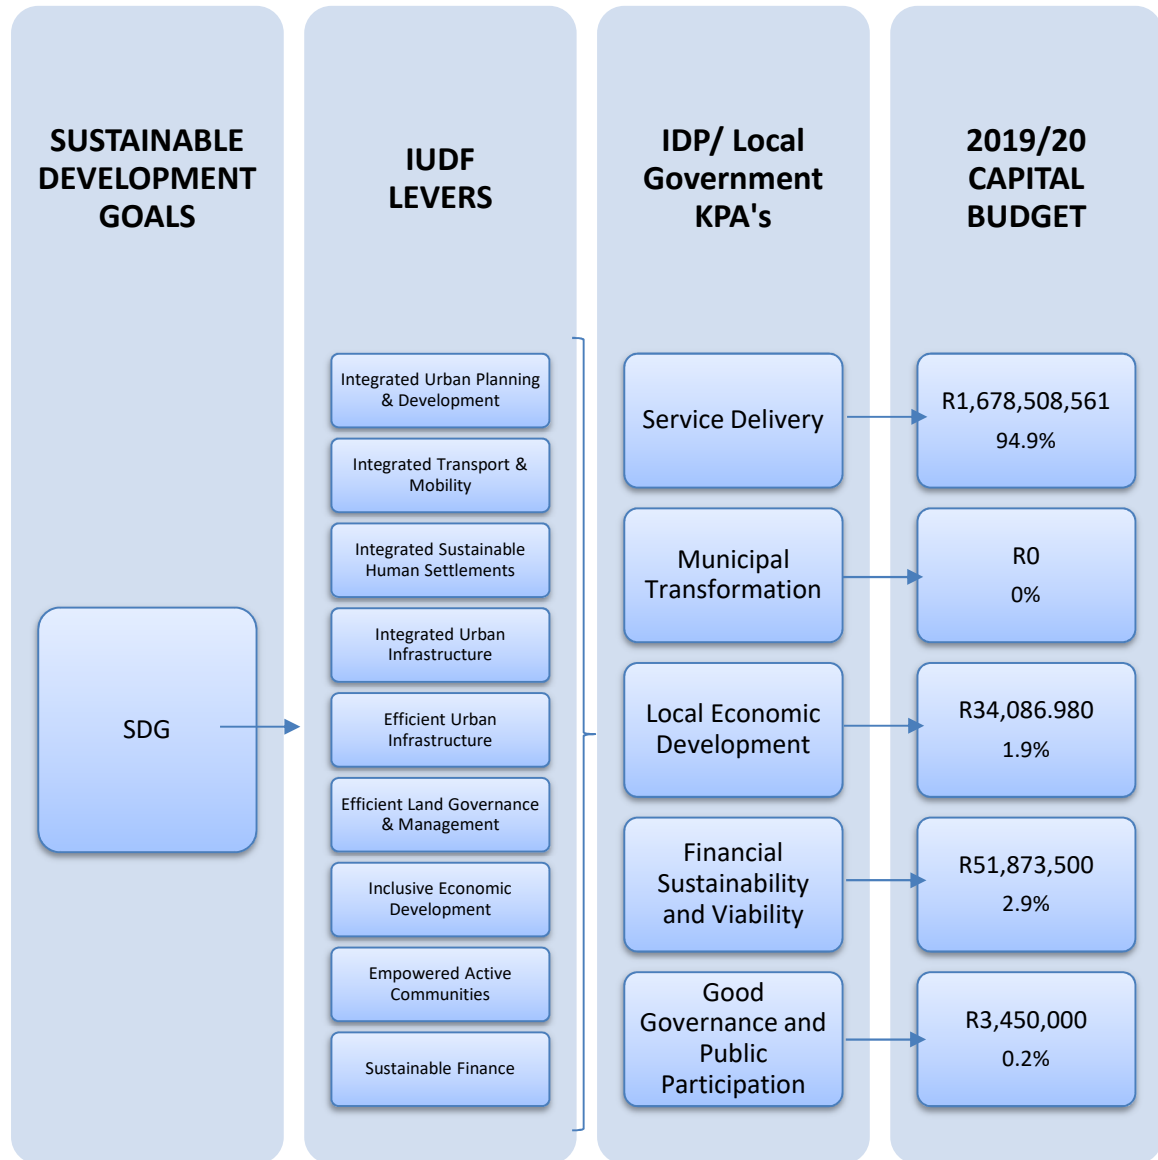 SUSTAINABLE
DEVELOPMENT
GOALS
SDG
IUDF
LEVERS
Integrated Urban Planning
& Development
Integrated Transport &
Mobility
Integrated Sustainable
Human Settlements
Integrated Urban
Infrastructure
Efficient Urban
Infrastructure
Efficient Land Governance
& Management
Inclusive Economic
Development
Empowered Active
Communities
Sustainable Finance
IDP/ Local
Government
KPA's
Service Delivery
Municipal
Transformation
Local Economic
Development
Financial
Sustainability
and Viability
Good
Governance and
Public
Participation
2019/20
CAPITAL
BUDGET
R1,678,508,561
94.9%
R0
0%
R34,086.980
1.9%
R51,873,500
2.9%
R3,450,000
0.2%